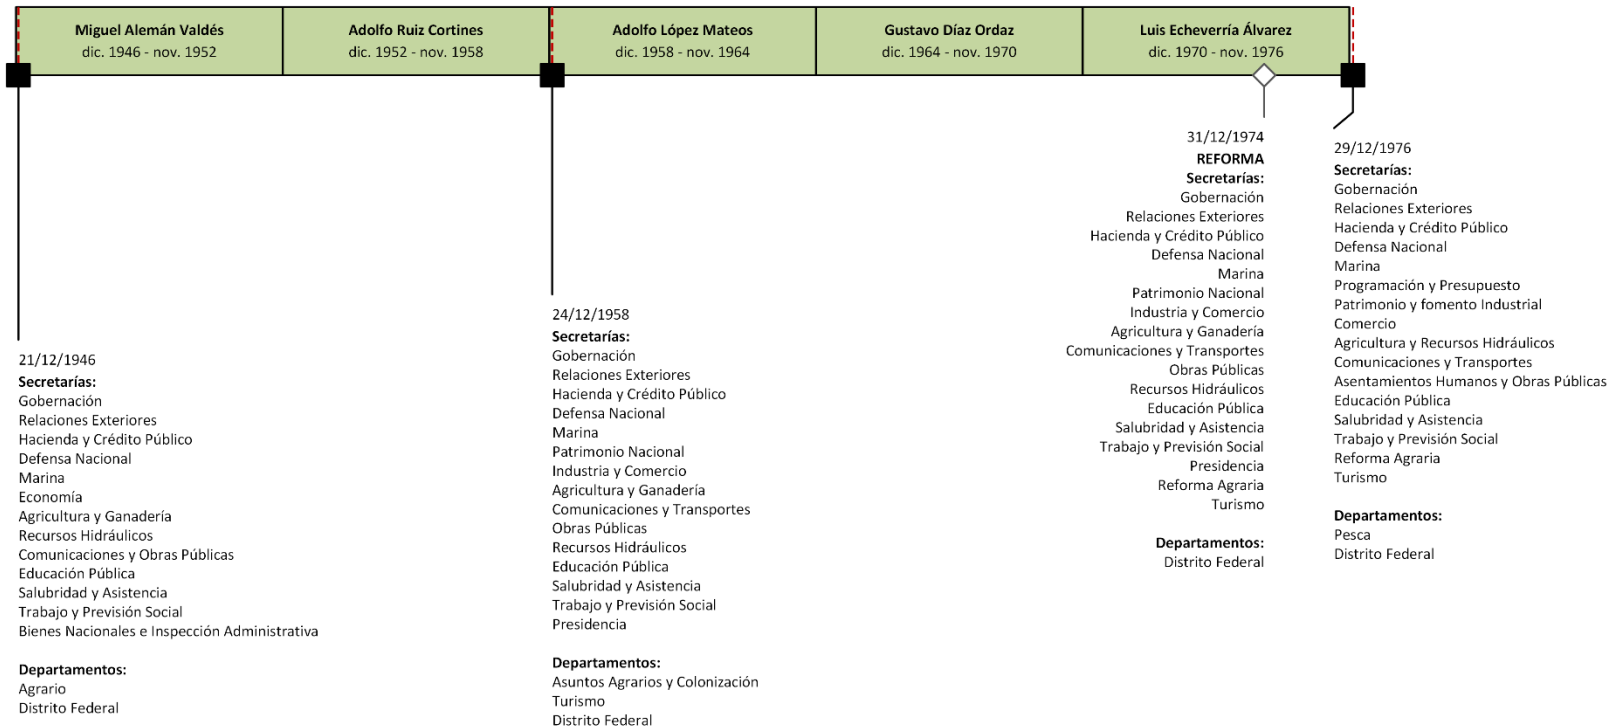 Miguel Alemán Valdés
dic. 1946 - nov. 1952
Adolfo Ruiz Cortines
dic. 1952 - nov. 1958
Adolfo López Mateos
dic. 1958 - nov. 1964
Gustavo Díaz Ordaz
dic. 1964 - nov. 1970
Luis Echeverría Álvarez
dic. 1970 - nov. 1976
21/12/1946
Secretarías:
Gobernación
Relaciones Exteriores
Hacienda y Crédito Público
Defensa Nacional
Marina
Economía
Agricultura y Ganadería
Recursos Hidráulicos
Comunicaciones y Obras Públicas
Educación Pública
Salubridad y Asistencia
Trabajo y Previsión Social
Bienes Nacionales e Inspección Administrativa
Departamentos:
Agrario
Distrito Federal
24/12/1958
Secretarías:
Gobernación
Relaciones Exteriores
Hacienda y Crédito Público
Defensa Nacional
Marina
Patrimonio Nacional
Industria y Comercio
Agricultura y Ganadería
Comunicaciones y Transportes
Obras Públicas
Recursos Hidráulicos
Educación Pública
Salubridad y Asistencia
Trabajo y Previsión Social
Presidencia
Departamentos:
Asuntos Agrarios y Colonización
Turismo
Distrito Federal
31/12/1974
REFORMA
Secretarías:
Gobernación
Relaciones Exteriores
Hacienda y Crédito Público
Defensa Nacional
Marina
Patrimonio Nacional
Industria y Comercio
Agricultura y Ganadería
Comunicaciones y Transportes
Obras Públicas
Recursos Hidráulicos
Educación Pública
Salubridad y Asistencia
Trabajo y Previsión Social
Presidencia
Reforma Agraria
Turismo
Departamentos:
Distrito Federal
29/12/1976
Secretarías:
Gobernación
Relaciones Exteriores
Hacienda y Crédito Público
Defensa Nacional
Marina
Programación y Presupuesto
Patrimonio y fomento Industrial
Comercio
Agricultura y Recursos Hidráulicos
Comunicaciones y Transportes
Asentamientos Humanos y Obras Públicas
Educación Pública
Salubridad y Asistencia
Trabajo y Previsión Social
Reforma Agraria
Turismo
Departamentos:
Pesca
Distrito Federal